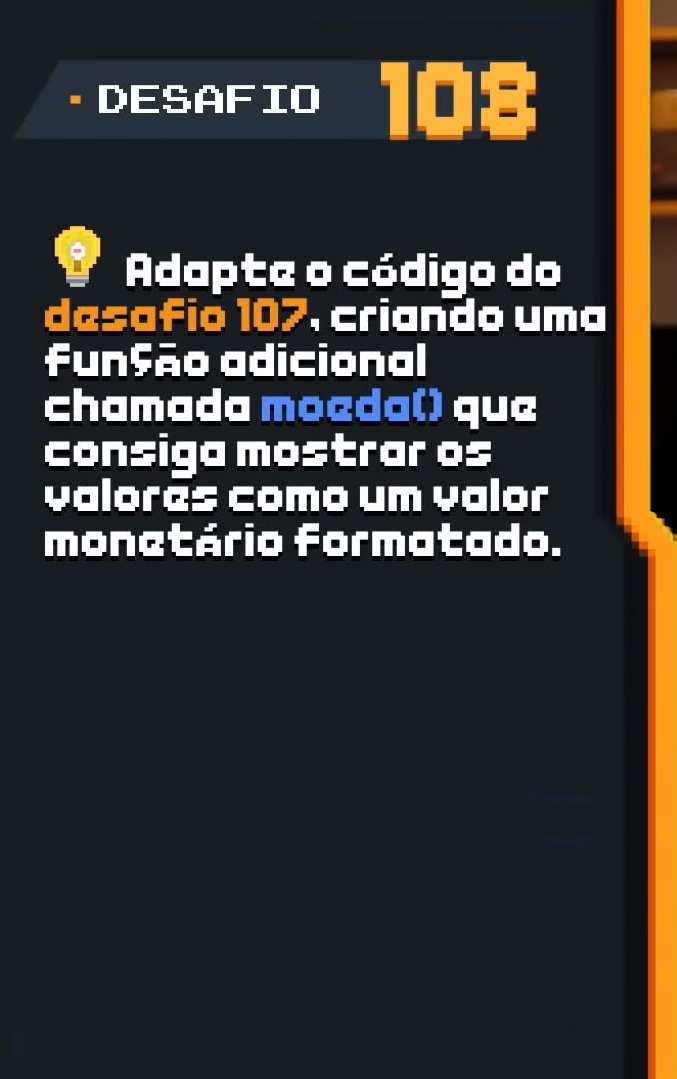 DESAFIO 108
Adapte o código do
desafio 107, criando uma
função adicional
chamada moeda() que
consiga mostrar os
valores como um valor
monetário formatado.